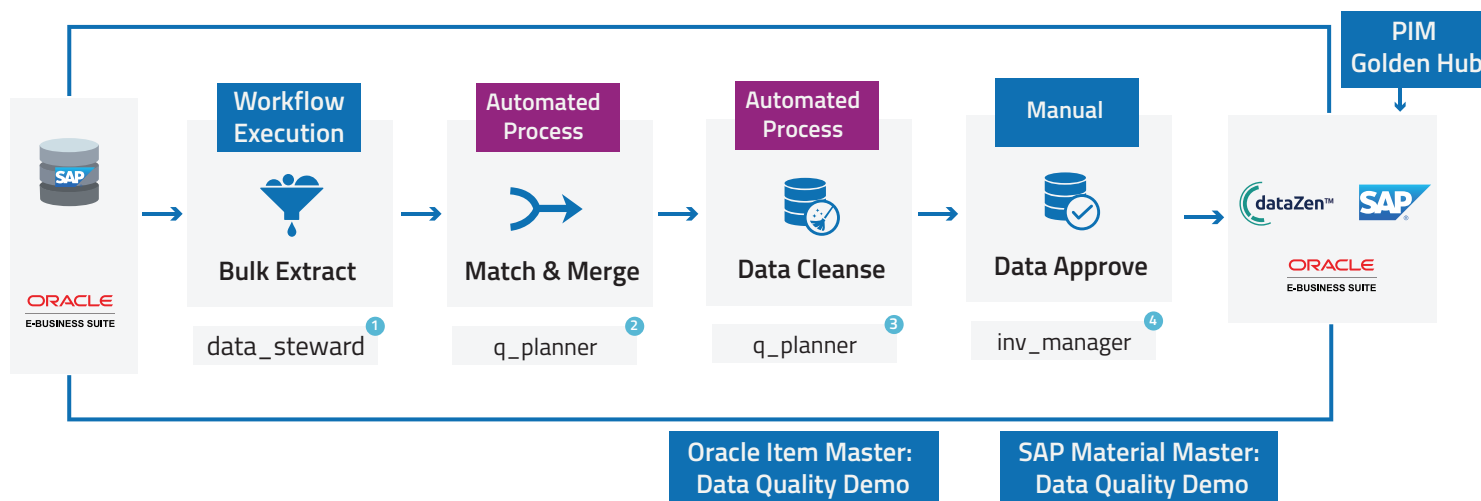 PIM
Golden Hub
Workflow
Execution
Automated
Process
Automated
Process
Manual
SAP
ORACLE
E-BUSINESS SUITE
Bulk Extract
Match & Merge
Data Cleanse
Data Approve
dataZen™
SAP®
ORACLE
E-BUSINESS SUITE
data_steward
1
q_planner
2
q_planner
3
inv_manager
4
Oracle Item Master:
Data Quality Demo
SAP Material Master:
Data Quality Demo